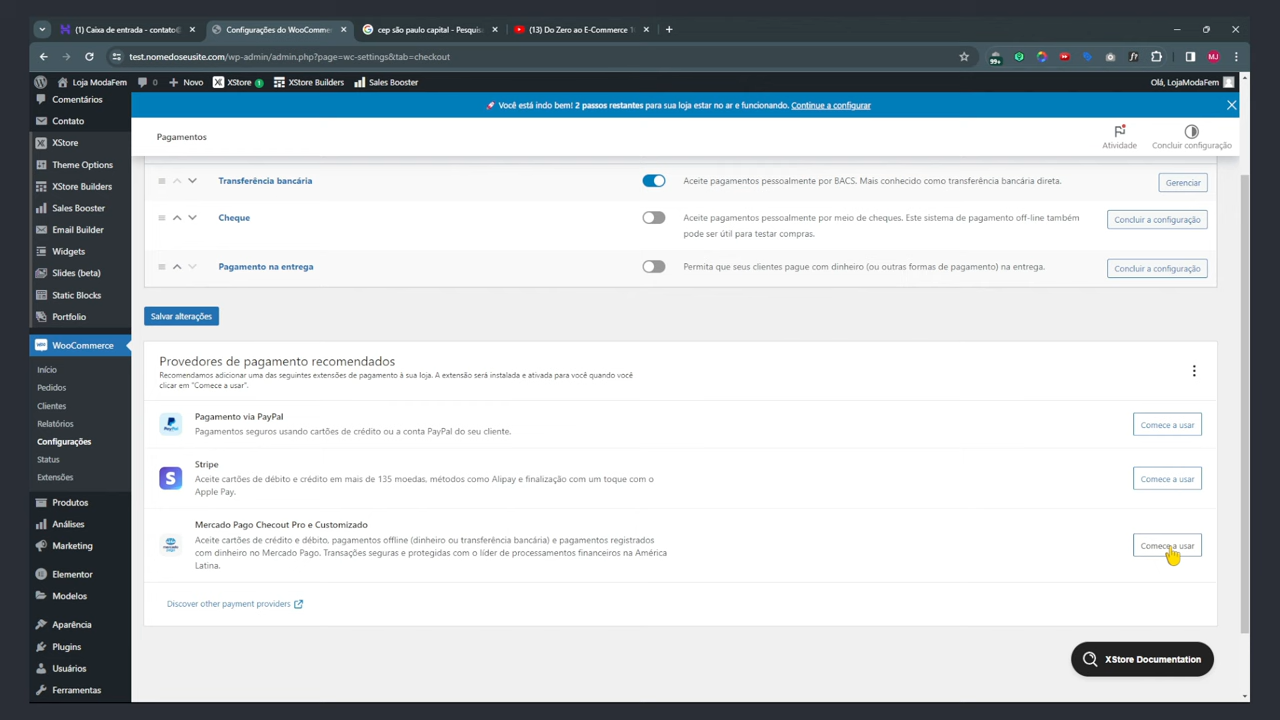 (1) Caixa de entrada - contato@
Configurações do WooComme
cep são paulo capital - Pesquis
(13) Do Zero ao E-Commerce 1
test.nomedoseusite.com/wp-admin/admin.php?page=wc-settings&tab=checkout
99+
MJ
Loja ModaFem
0
Novo
XStore 1
XStore Builders
Sales Booster
Olá, LojaModaFem
Comentários
Contato
XStore
Theme Options
XStore Builders
Sales Booster
Email Builder
Widgets
Slides (beta)
Static Blocks
Portfolio
WooCommerce
Início
Pedidos
Clientes
Relatórios
Configurações
Status
Extensões
Produtos
Análises
Marketing
Elementor
Modelos
Aparência
Plugins
Usuários
Ferramentas
🚀 Você está indo bem! 2 passos restantes para sua loja estar no ar e funcionando. Continue a configurar
Pagamentos
Atividade
Concluir configuração
Transferência bancária
Aceite pagamentos pessoalmente por BACS. Mais conhecido como transferência bancária direta.
Gerenciar
Cheque
Aceite pagamentos pessoalmente por meio de cheques. Este sistema de pagamento off-line também
pode ser útil para testar compras.
Concluir a configuração
Pagamento na entrega
Permita que seus clientes pague com dinheiro (ou outras formas de pagamento) na entrega.
Concluir a configuração
Salvar alterações
Provedores de pagamento recomendados
Recomendamos adicionar uma das seguintes extensões de pagamento à sua loja. A extensão será instalada e ativada para você quando você
clicar em "Comece a usar".
PayPal
Pagamento via PayPal
Pagamentos seguros usando cartões de crédito ou a conta PayPal do seu cliente.
Comece a usar
S
Stripe
Aceite cartões de débito e crédito em mais de 135 moedas, métodos como Alipay e finalização com um toque com o
Apple Pay.
Comece a usar
mercado
pago
Mercado Pago Checout Pro e Customizado
Aceite cartões de crédito e débito, pagamentos offline (dinheiro ou transferência bancária) e pagamentos registrados
com dinheiro no Mercado Pago. Transações seguras e protegidas com o líder de processamentos financeiros na América
Latina.
Comece a usar
Discover other payment providers
XStore Documentation